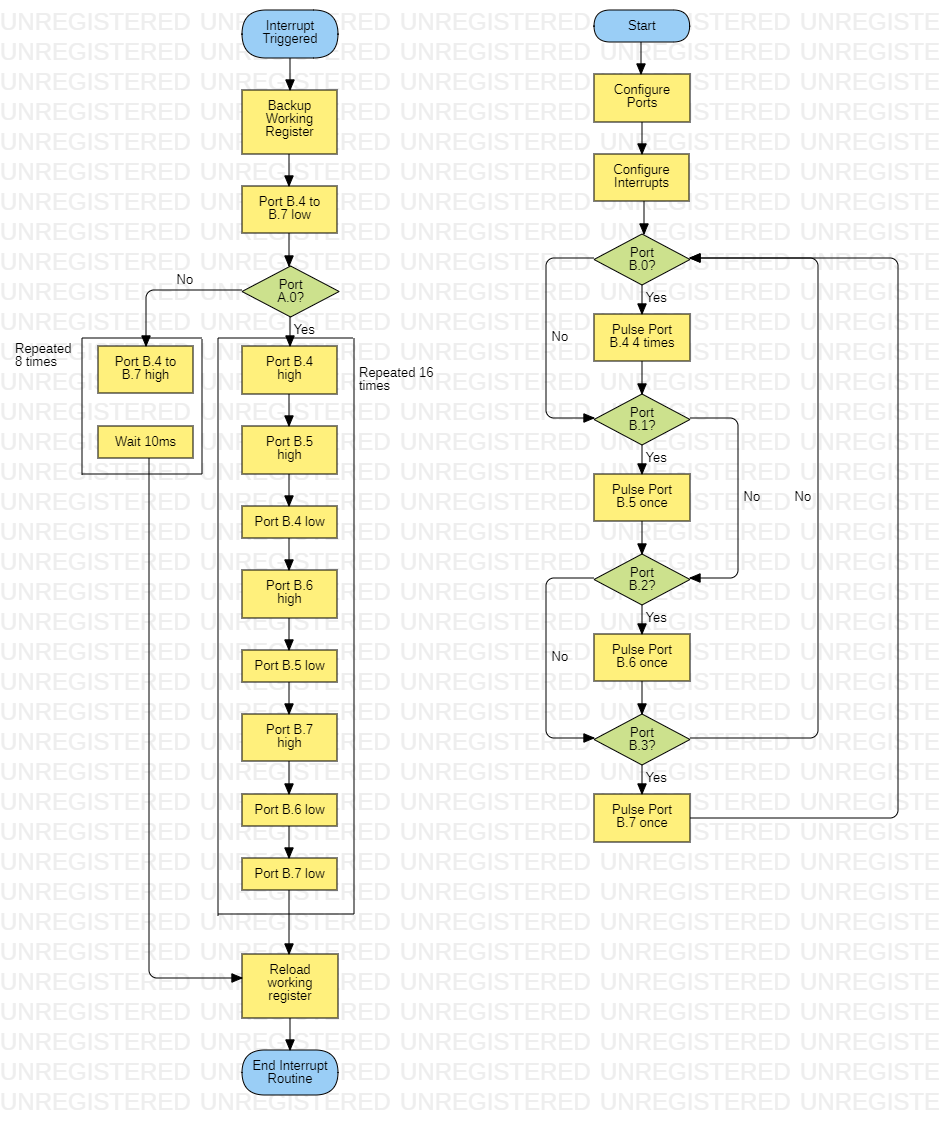 Interrupt
Triggered
Backup
Working
Register
Port B.4 to
B.7 low
Port
A.0?
No
Yes
Repeated
8 times
Port B.4 to
B.7 high
Wait 10ms
Repeated 16
times
Port B.4
high
Port B.5
high
Port B.4 low
Port B.6
high
Port B.5 low
Port B.7
high
Port B.6 low
Port B.7 low
Reload
working
register
End Interrupt
Routine
Start
Configure
Ports
Configure
Interrupts
Port
B.0?
Yes
No
Pulse Port
B.4 4 times
Port
B.1?
Yes
No
No
Pulse Port
B.5 once
Port
B.2?
Yes
No
Pulse Port
B.6 once
Port
B.3?
Yes
Pulse Port
B.7 once
UNREGISTERED UNREGISTERED UNREGISTERED UNREGISTERED UNREGISTE